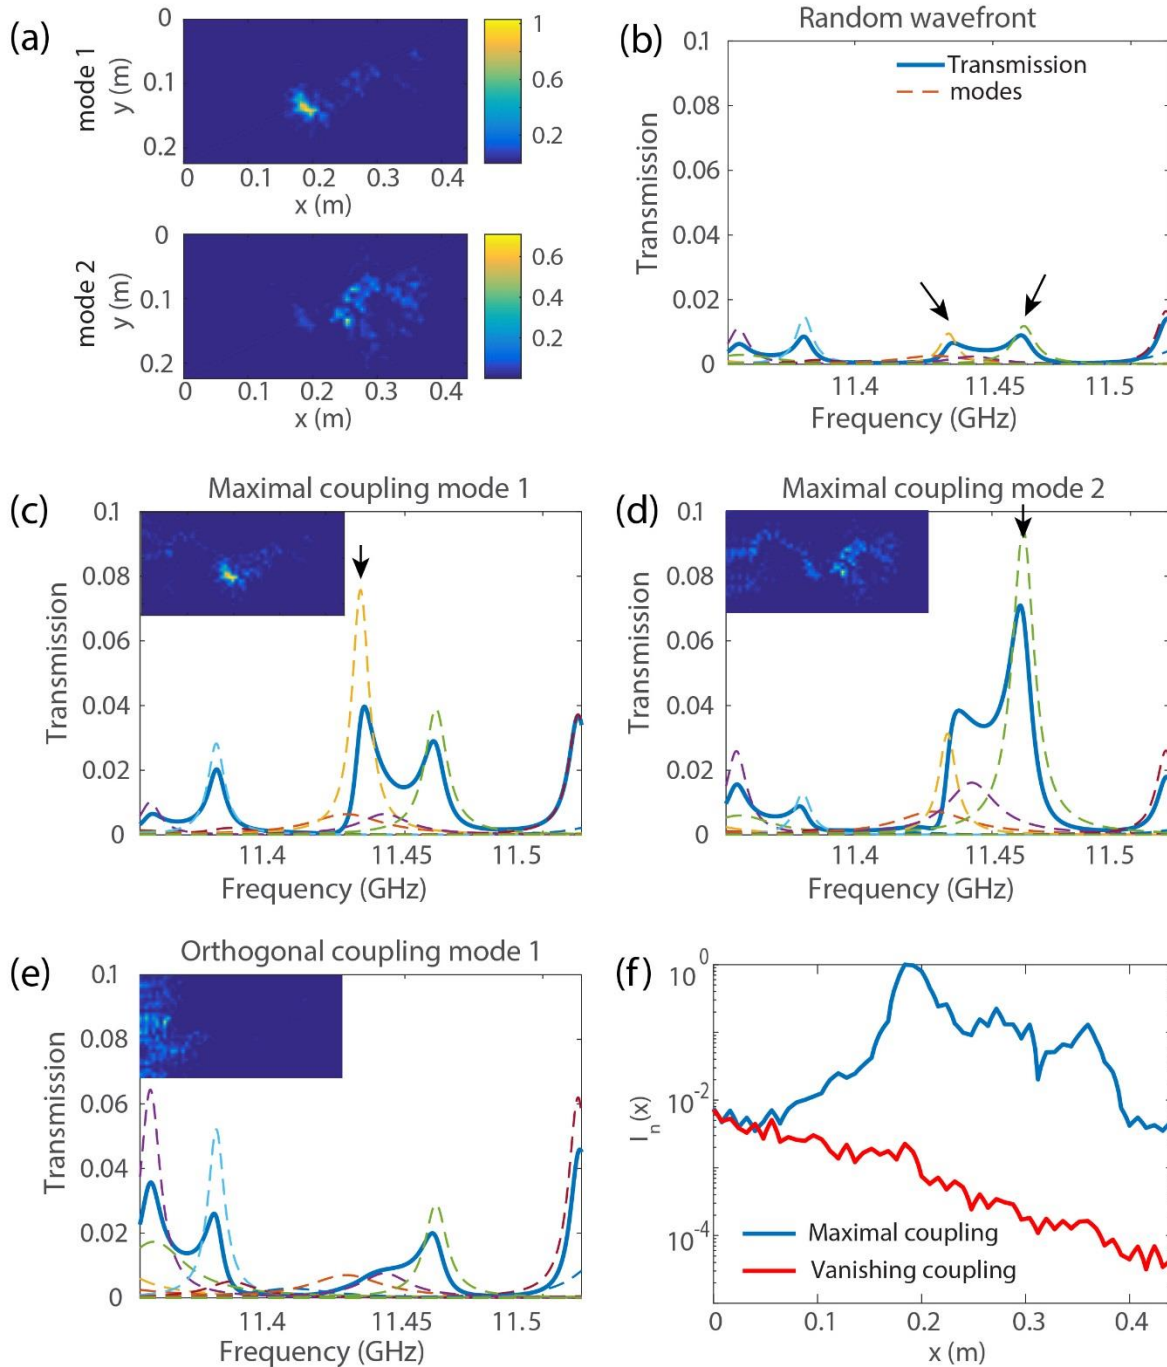 (a)
mode 1
y (m)
0
0.1
0.2
0 0.1 0.2 0.3 0.4
x (m)
1
0.6
0.2
mode 2
y (m)
0
0.1
0.2
0 0.1 0.2 0.3 0.4
x (m)
0.6
0.4
0.2
0
(b)
Random wavefront
Transmission
modes
Transmission
0.1
0.08
0.06
0.04
0.02
0
11.4 11.45 11.5
Frequency (GHz)
(c)
Maximal coupling mode 1
Transmission
0.1
0.08
0.06
0.04
0.02
0
11.4 11.45 11.5
Frequency (GHz)
(d)
Maximal coupling mode 2
Transmission
0.1
0.08
0.06
0.04
0.02
0
11.4 11.45 11.5
Frequency (GHz)
(e)
Orthogonal coupling mode 1
Transmission
0.1
0.08
0.06
0.04
0.02
0
11.4 11.45 11.5
Frequency (GHz)
(f)
I_n(x)
10^0
10^-2
10^-4
Maximal coupling
Vanishing coupling
0 0.1 0.2 0.3 0.4
x (m)